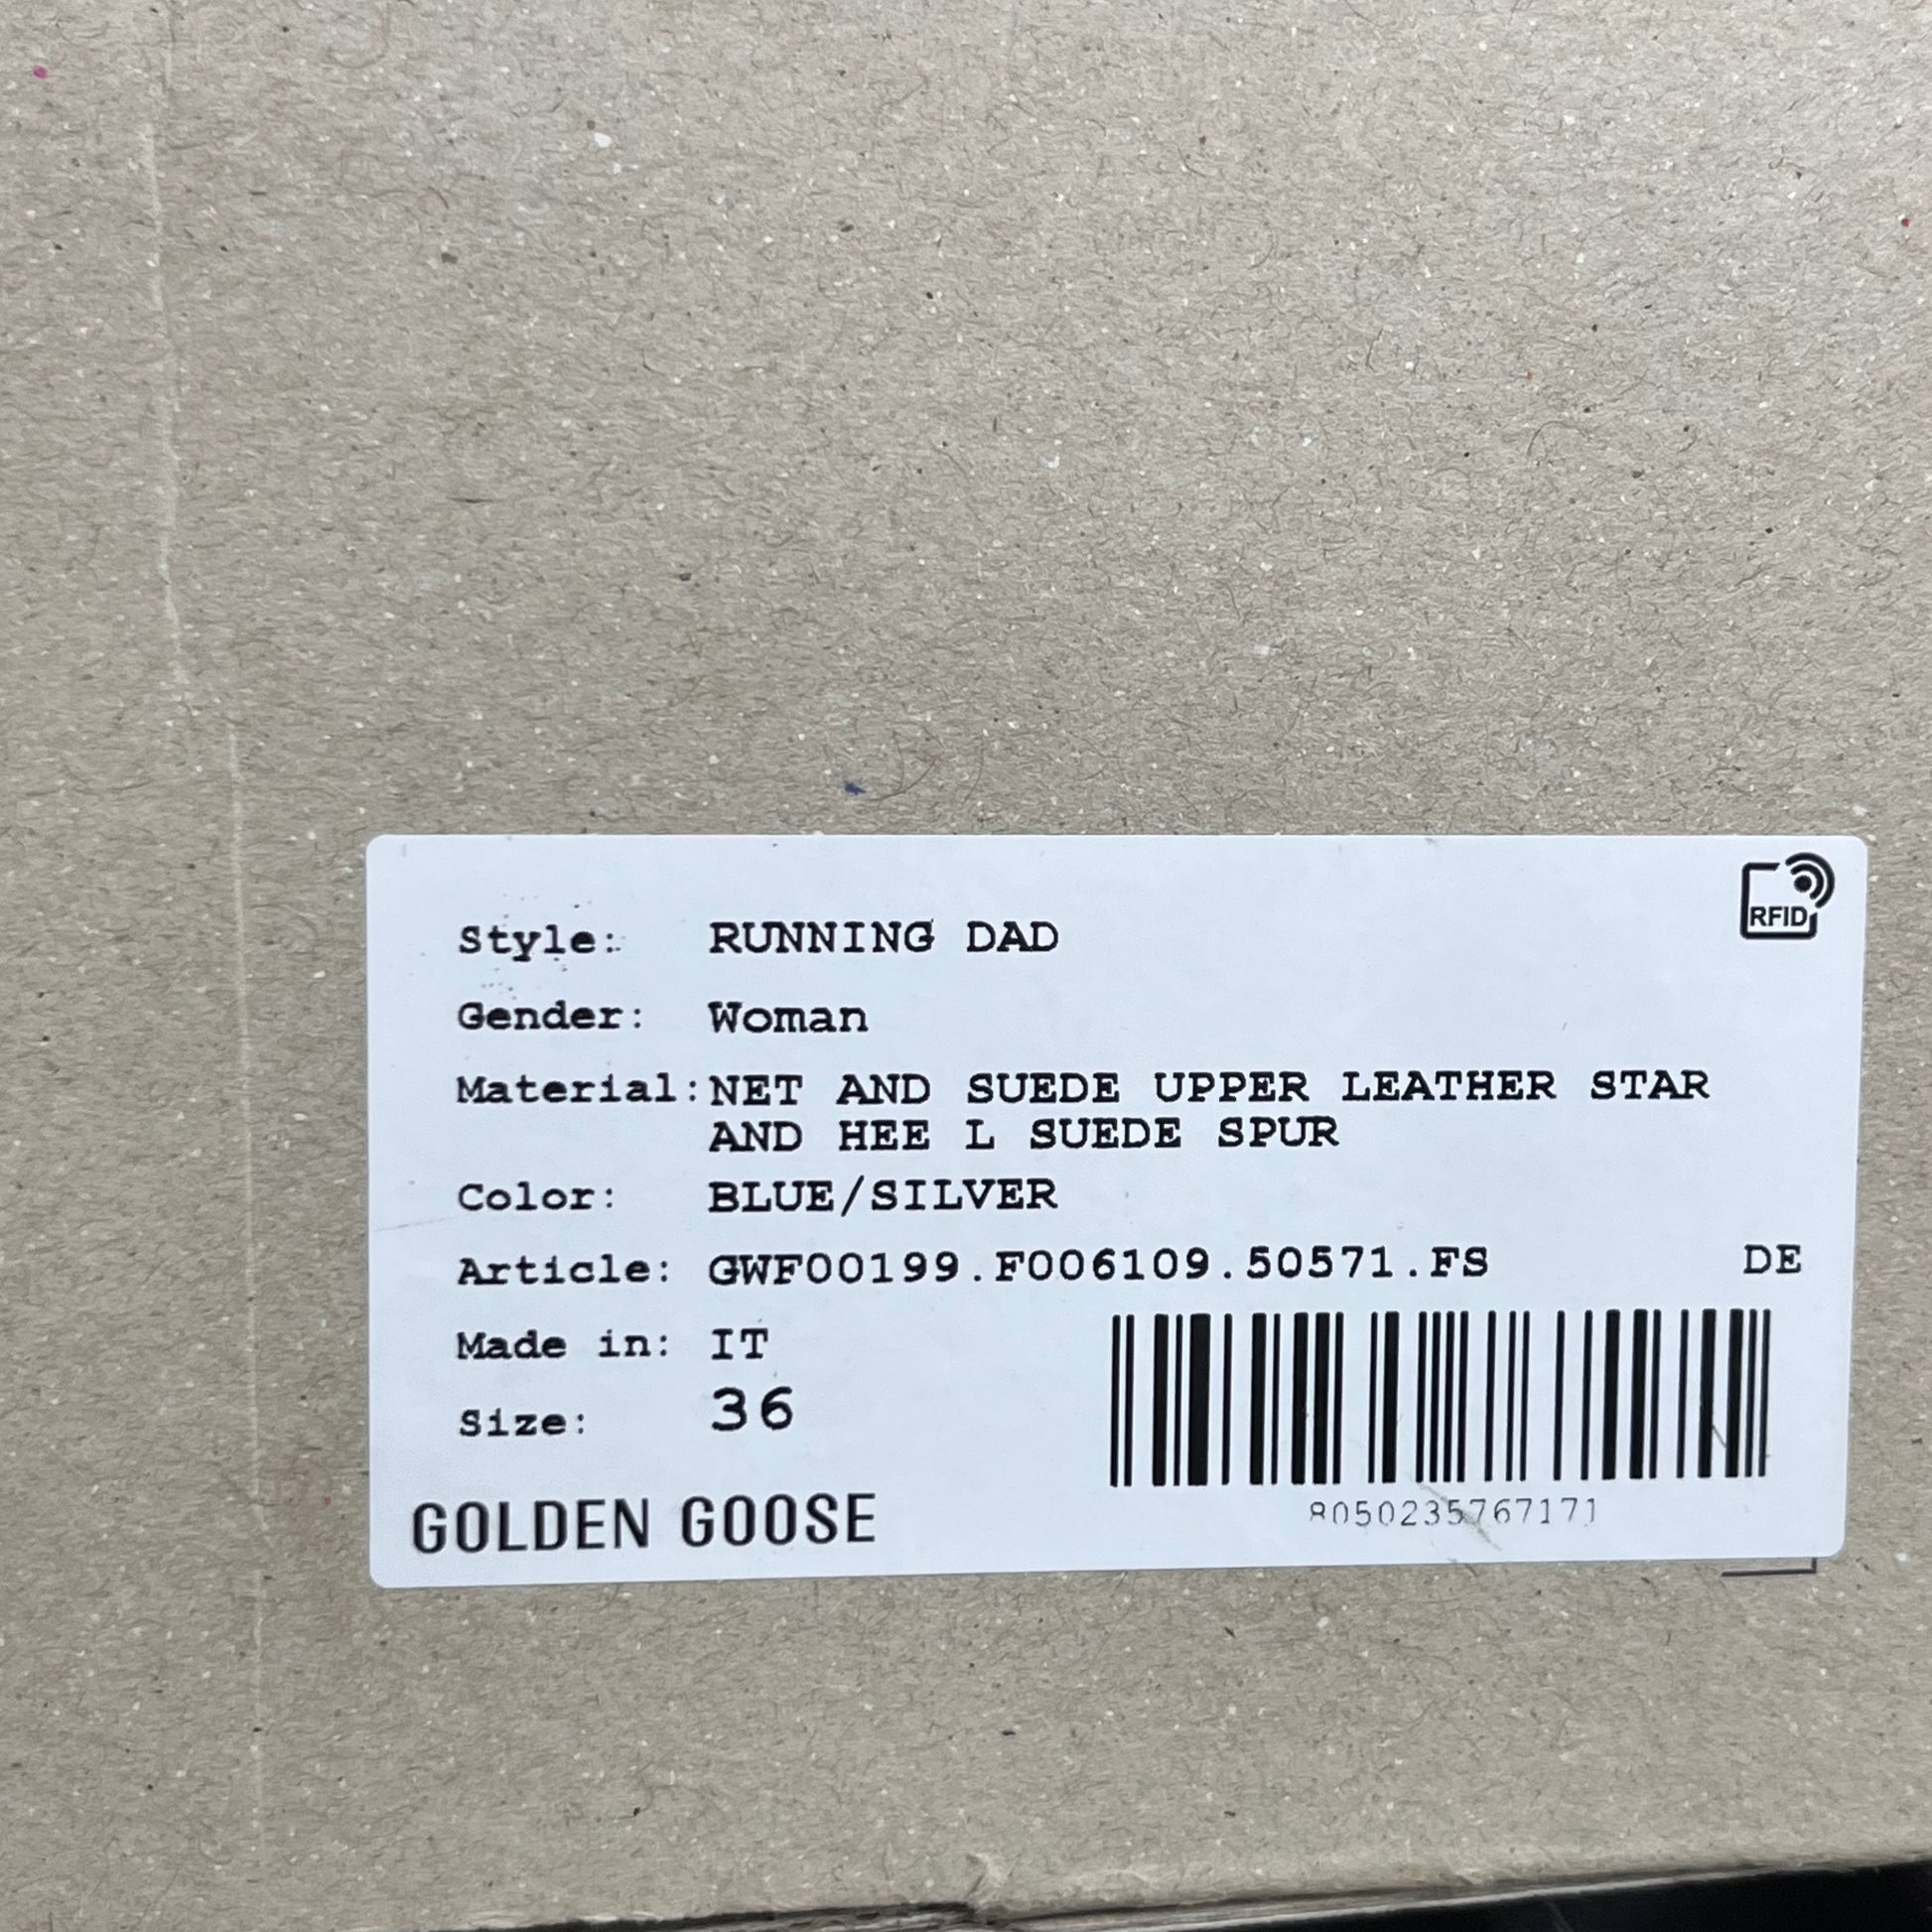 RFID
Style: RUNNING DAD
Gender: Woman
Material: NET AND SUEDE UPPER LEATHER STAR
AND HEE L SUEDE SPUR
Color: BLUE/SILVER
Article: GWF00199.F006109.50571.FS DE
Made in: IT
Size: 36
8050235767171
GOLDEN GOOSE